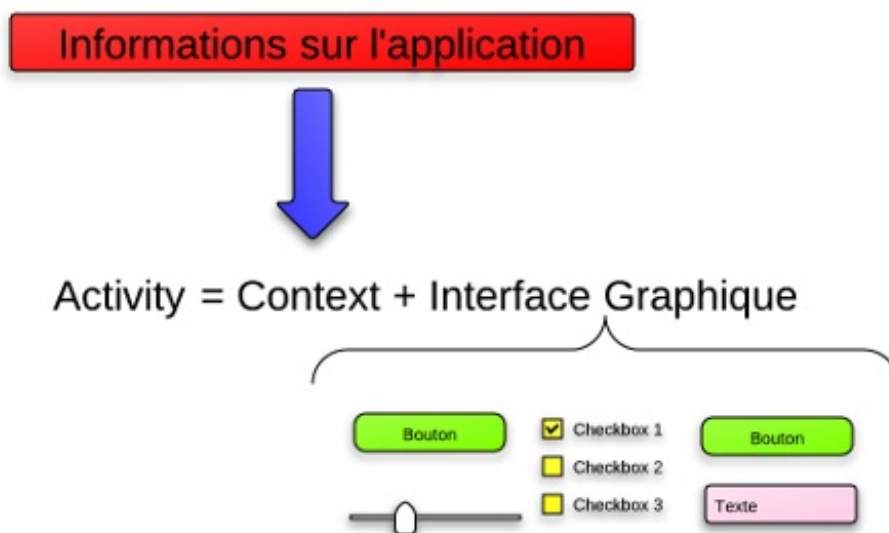 Informations sur l'application
Activity = Context + Interface Graphique
Bouton
Checkbox 1
Bouton
Checkbox 2
Checkbox 3
Texte